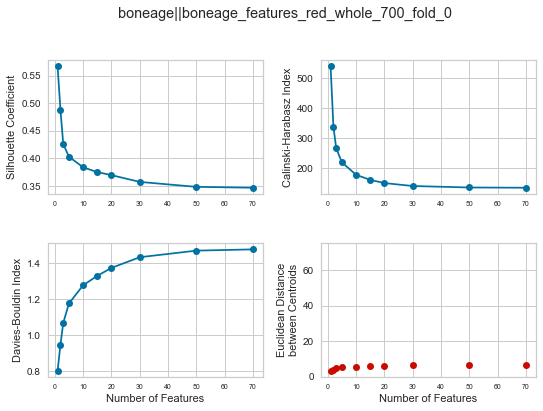 boneage||boneage_features_red_whole_700_fold_0
Silhouette Coefficient
0.55
0.50
0.45
0.40
0.35
0 10 20 30 40 50 60 70
Calinski-Harabasz Index
500
400
300
200
0 10 20 30 40 50 60 70
Davies-Bouldin Index
1.4
1.2
1.0
0.8
0 10 20 30 40 50 60 70
Number of Features
Euclidean Distance
between Centroids
60
40
20
0
0 10 20 30 40 50 60 70
Number of Features